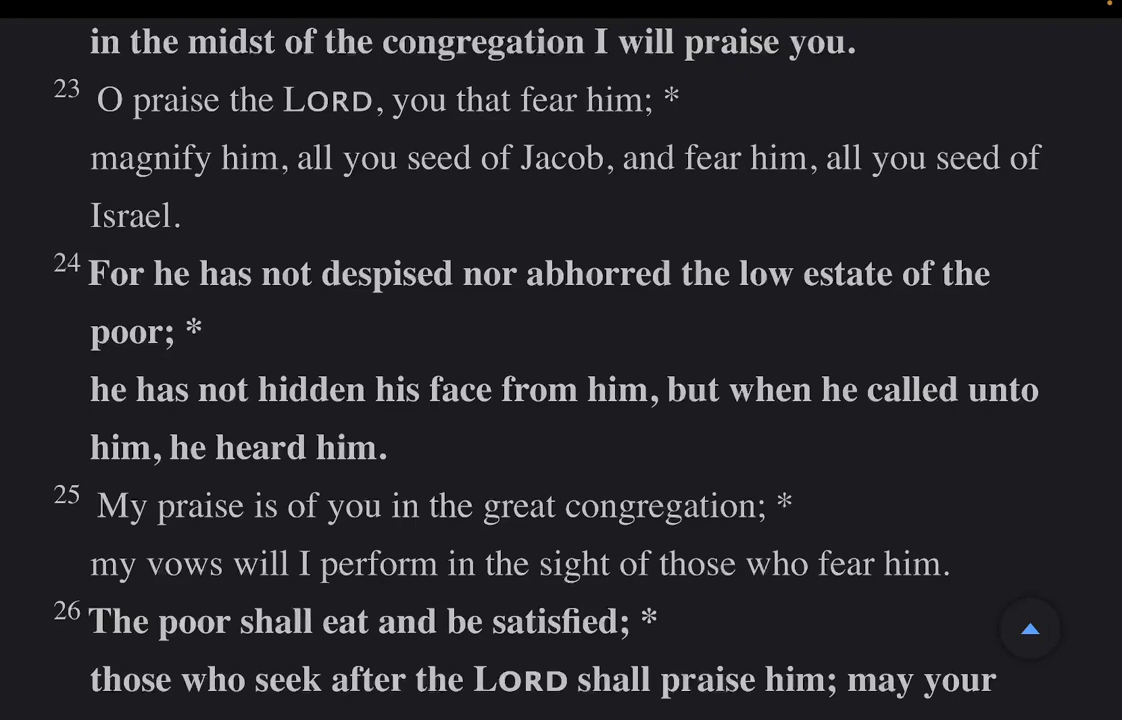 in the midst of the congregation I will praise you.
23 O praise the LORD, you that fear him; *
magnify him, all you seed of Jacob, and fear him, all you seed of
Israel.
24 For he has not despised nor abhorred the low estate of the
poor; *
he has not hidden his face from him, but when he called unto
him, he heard him.
25 My praise is of you in the great congregation; *
my vows will I perform in the sight of those who fear him.
26 The poor shall eat and be satisfied; *
those who seek after the LORD shall praise him; may your